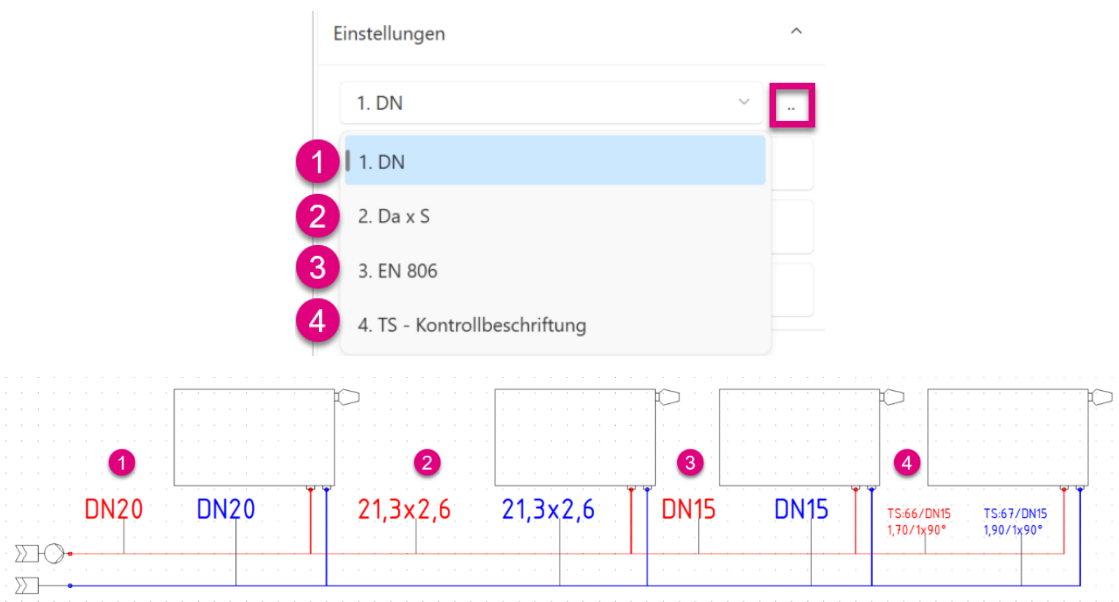 Einstellungen
1. DN
..
1
1. DN
2
2. Da x S
3
3. EN 806
4
4. TS - Kontrollbeschriftung
1
2
3
4
DN20
DN20
21,3x2,6
21,3x2,6
DN15
DN15
TS:66/DN15
1,70/1x90°
TS:67/DN15
1,90/1x90°